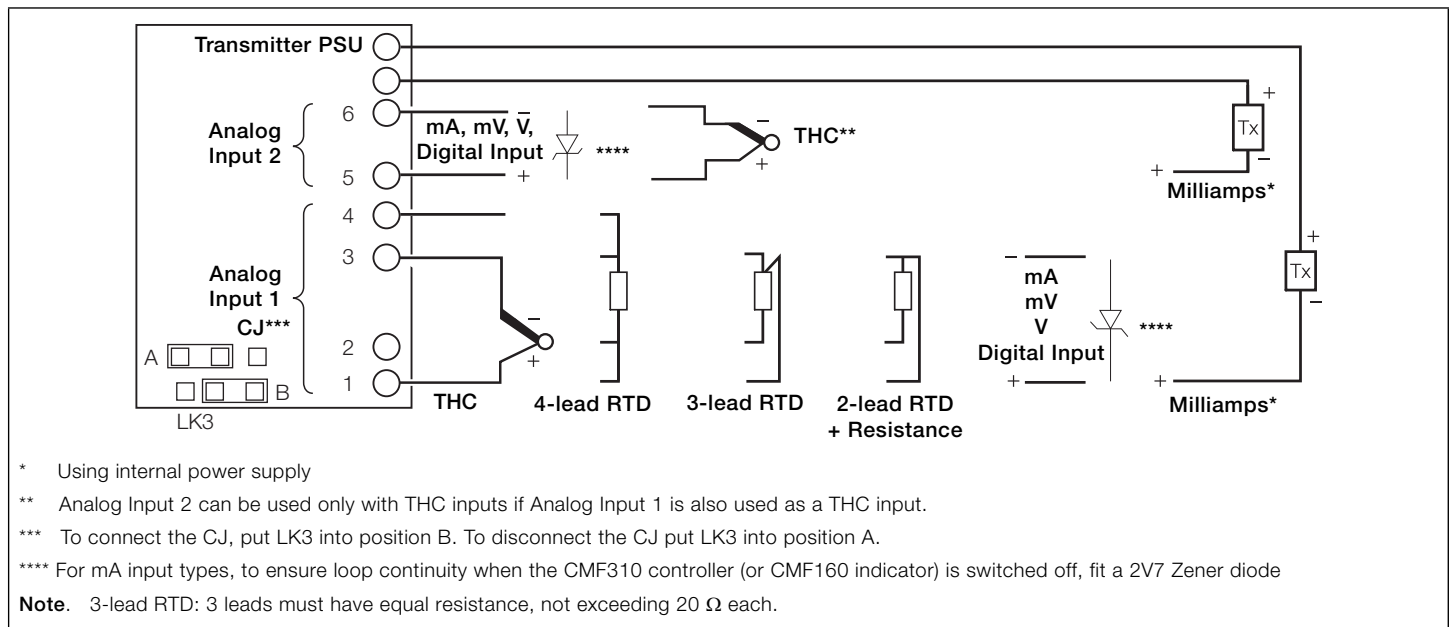 Transmitter PSU
6
Analog
Input 2
5
mA, mV, V,
Digital Input
–
+
****
–
THC**
+
+
Tx
–
+
Milliamps*
4
3
Analog
Input 1
CJ***
2
1
A
B
LK3
–
+
THC
4-lead RTD
3-lead RTD
2-lead RTD
+ Resistance
–
mA
mV
V
Digital Input
+
****
+
Tx
–
+
Milliamps*
* Using internal power supply
** Analog Input 2 can be used only with THC inputs if Analog Input 1 is also used as a THC input.
*** To connect the CJ, put LK3 into position B. To disconnect the CJ put LK3 into position A.
**** For mA input types, to ensure loop continuity when the CMF310 controller (or CMF160 indicator) is switched off, fit a 2V7 Zener diode
Note. 3-lead RTD: 3 leads must have equal resistance, not exceeding 20 Ω each.